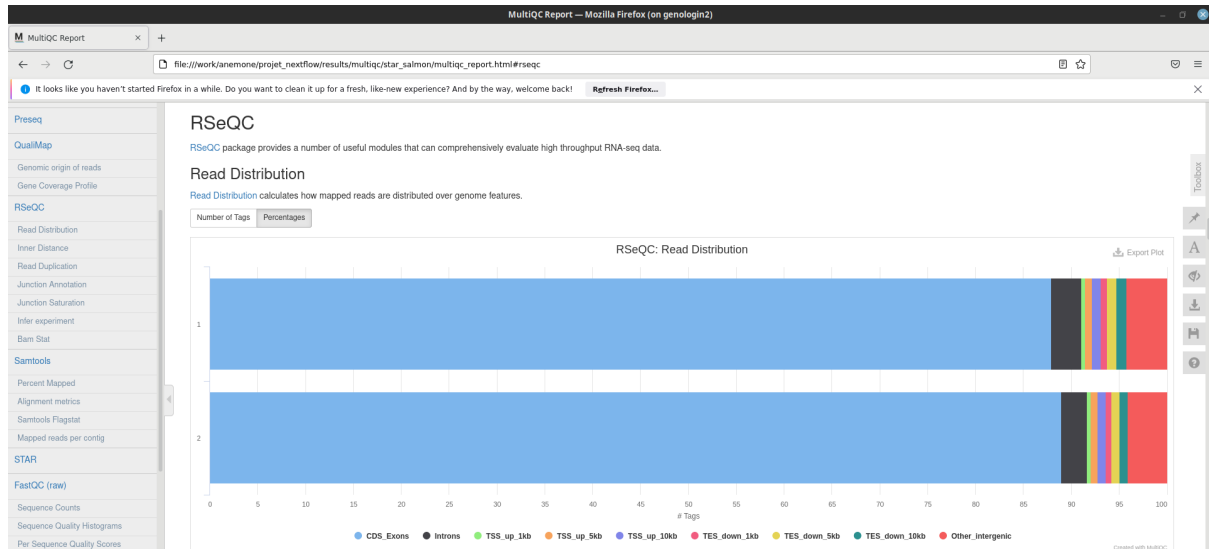 MultiQC Report — Mozilla Firefox (on genologin2)
M MultiQC Report
file:///work/anemone/projet_nextflow/results/multiqc/star_salmon/multiqc_report.html#rseqc
It looks like you haven't started Firefox in a while. Do you want to clean it up for a fresh, like-new experience? And by the way, welcome back! Refresh Firefox...
Preseq
QualiMap
Genomic origin of reads
Gene Coverage Profile
RSeQC
Read Distribution
Inner Distance
Read Duplication
Junction Annotation
Junction Saturation
Infer experiment
Bam Stat
Samtools
Percent Mapped
Alignment metrics
Samtools Flagstat
Mapped reads per contig
STAR
FastQC (raw)
Sequence Counts
Sequence Quality Histograms
Per Sequence Quality Scores
RSeQC
RSeQC package provides a number of useful modules that can comprehensively evaluate high throughput RNA-seq data.
Read Distribution
Read Distribution calculates how mapped reads are distributed over genome features.
Number of Tags Percentages
RSeQC: Read Distribution
Export Plot
1
2
0 5 10 15 20 25 30 35 40 45 50 55 60 65 70 75 80 85 90 95 100
# Tags
CDS_Exons Introns TSS_up_1kb TSS_up_5kb TSS_up_10kb TES_down_1kb TES_down_5kb TES_down_10kb Other_intergenic
Created with MultiQC
Toolbox
A